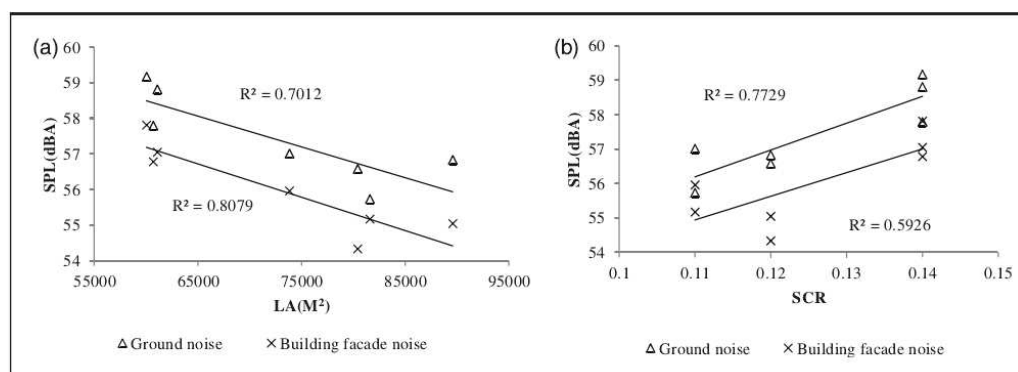 (a)
60
59
58
57
56
55
54
SPL(dBA)
R² = 0.7012
R² = 0.8079
55000 65000 75000 85000 95000
LA(M²)
Ground noise Building facade noise
(b)
60
59
58
57
56
55
54
SPL(dBA)
R² = 0.7729
R² = 0.5926
0.1 0.11 0.12 0.13 0.14 0.15
SCR
Ground noise Building facade noise